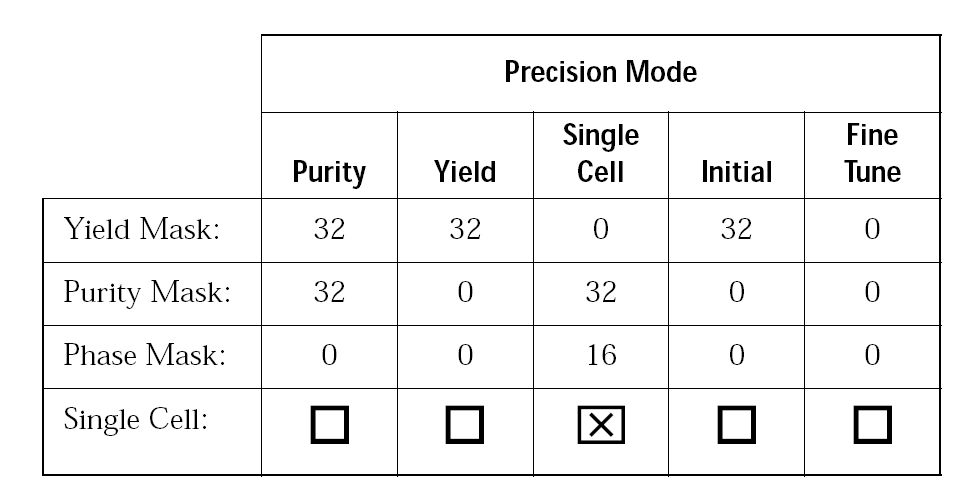 Precision Mode
Purity Yield Single Cell Initial Fine Tune
Yield Mask: 32 32 0 32 0
Purity Mask: 32 0 32 0 0
Phase Mask: 0 0 16 0 0
Single Cell: ☐ ☐ ☒ ☐ ☐